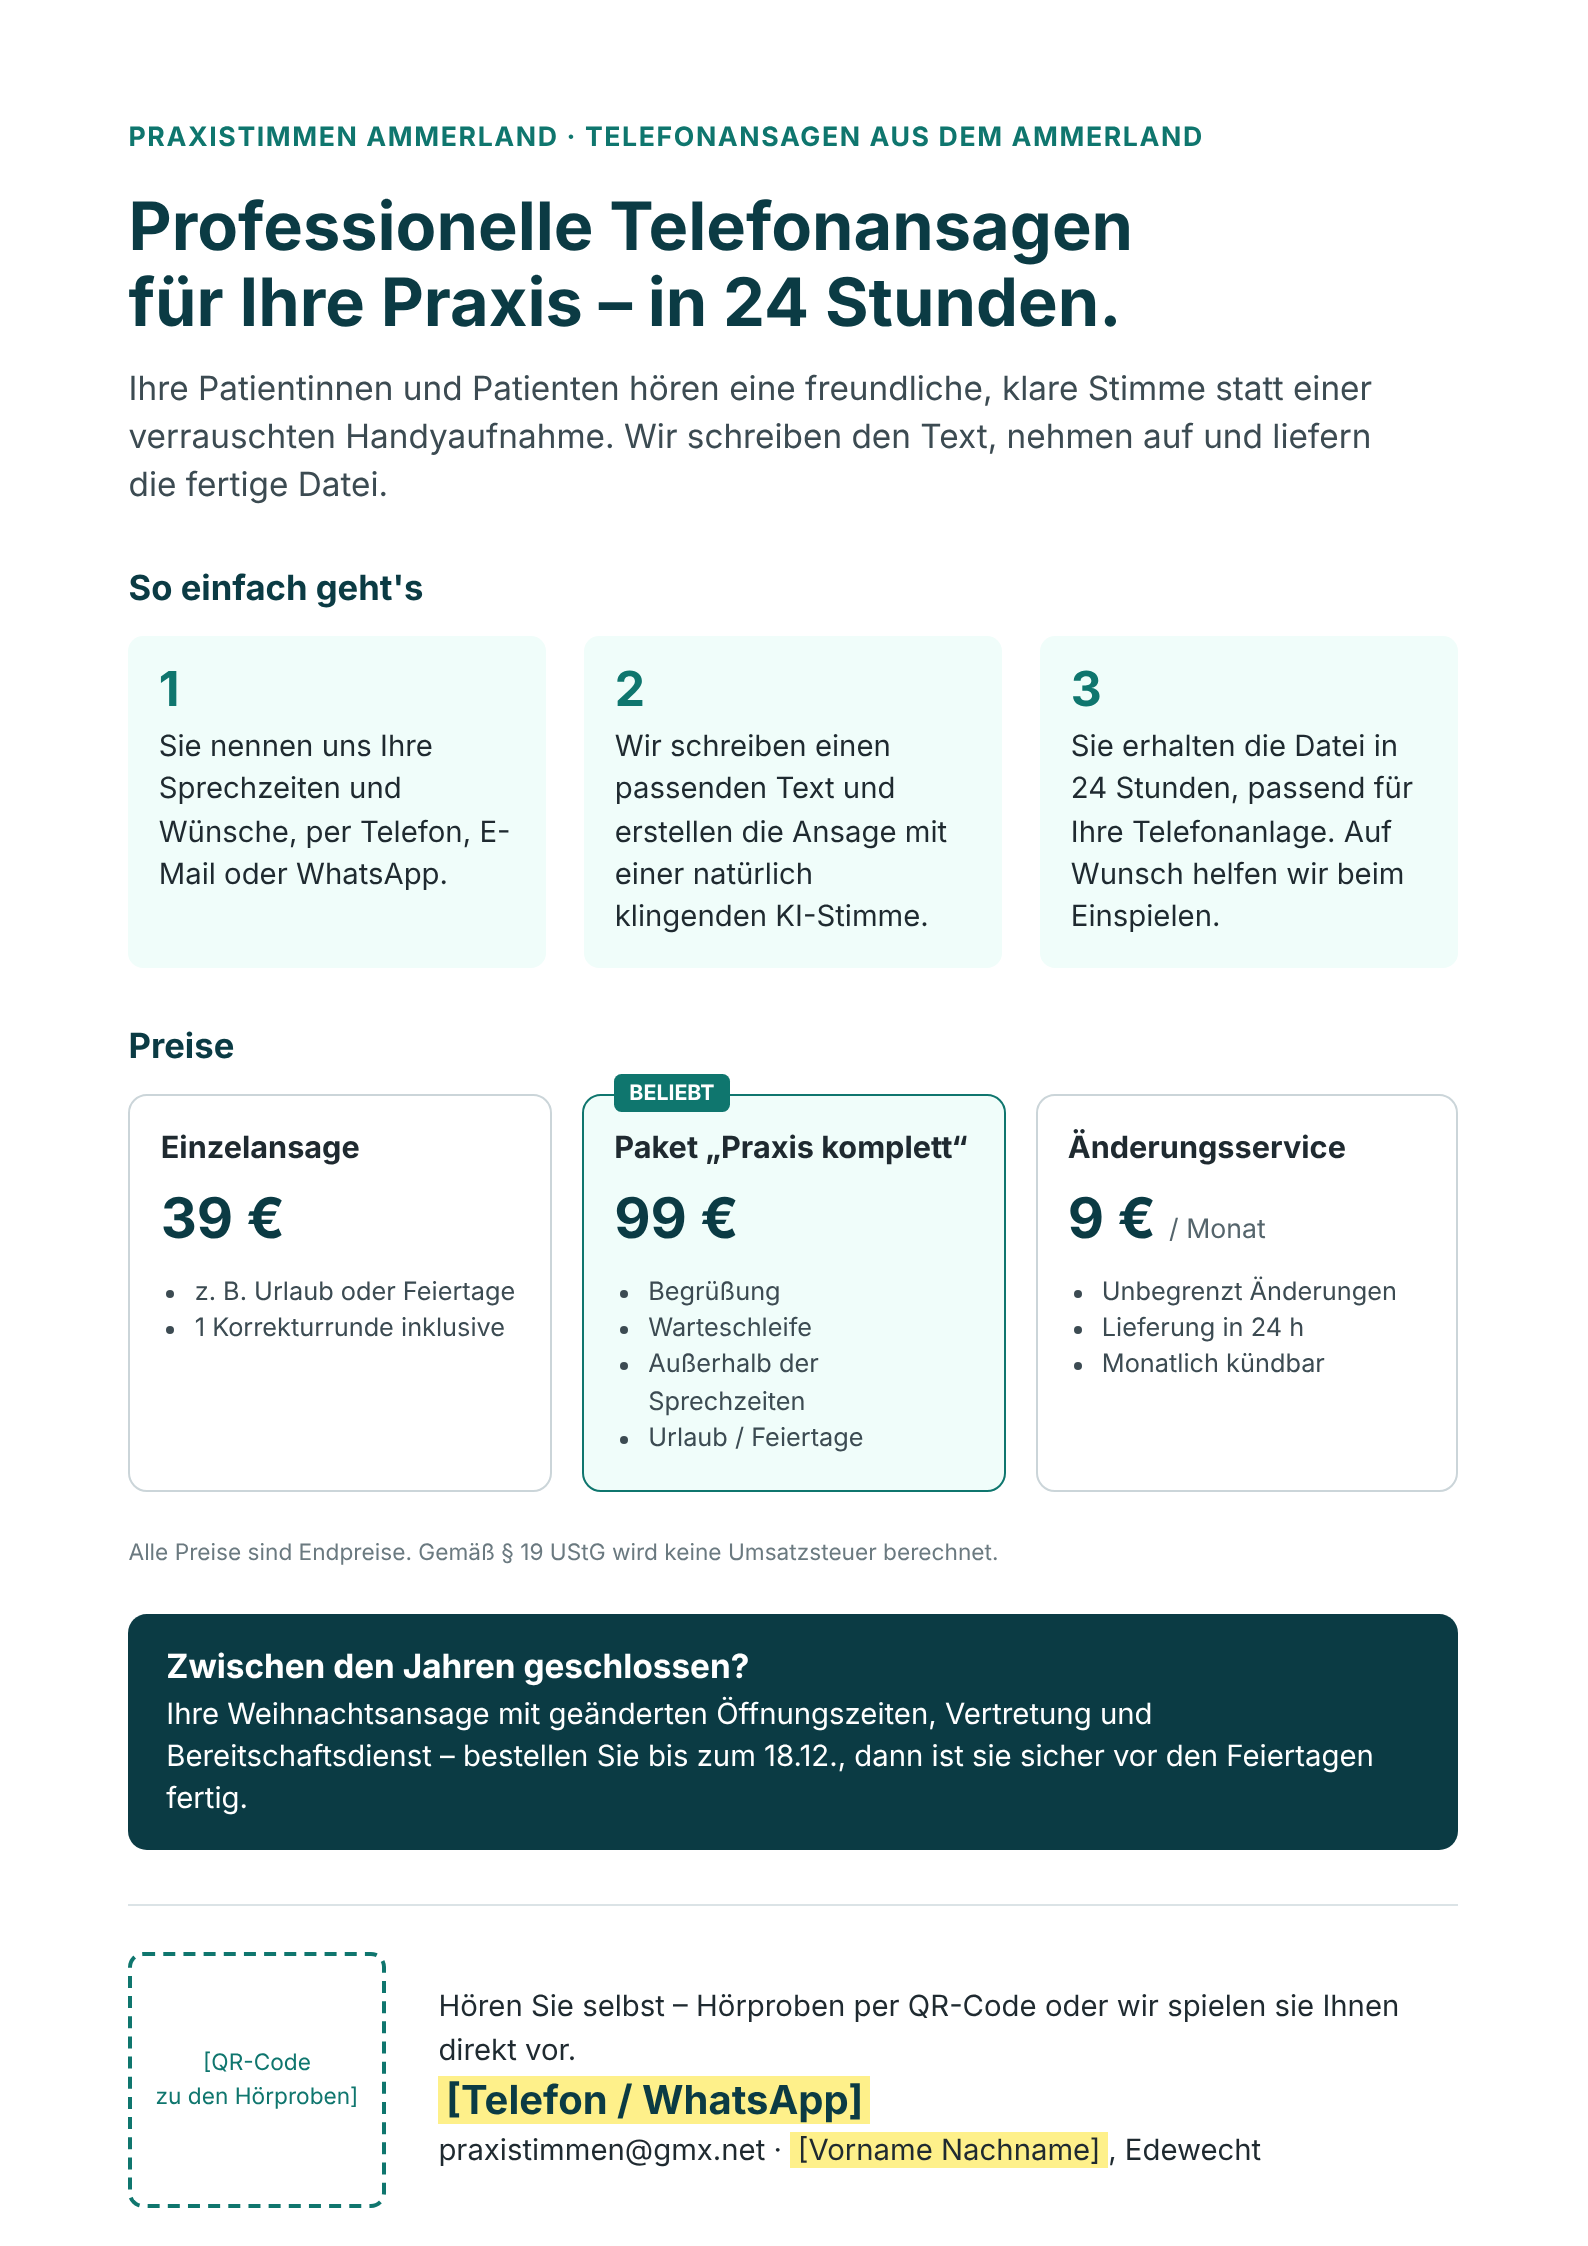 PRAXISTIMMEN AMMERLAND · TELEFONANSAGEN AUS DEM AMMERLAND
Professionelle Telefonansagen
für Ihre Praxis – in 24 Stunden.
Ihre Patientinnen und Patienten hören eine freundliche, klare Stimme statt einer
verrauschten Handyaufnahme. Wir schreiben den Text, nehmen auf und liefern
die fertige Datei.
So einfach geht's
1
Sie nennen uns Ihre
Sprechzeiten und
Wünsche, per Telefon, E-
Mail oder WhatsApp.
2
Wir schreiben einen
passenden Text und
erstellen die Ansage mit
einer natürlich
klingenden KI-Stimme.
3
Sie erhalten die Datei in
24 Stunden, passend für
Ihre Telefonanlage. Auf
Wunsch helfen wir beim
Einspielen.
Preise
Einzelansage
39 €
• z. B. Urlaub oder Feiertage
• 1 Korrekturrunde inklusive
BELIEBT
Paket „Praxis komplett“
99 €
• Begrüßung
• Warteschleife
• Außerhalb der
Sprechzeiten
• Urlaub / Feiertage
Änderungsservice
9 € / Monat
• Unbegrenzt Änderungen
• Lieferung in 24 h
• Monatlich kündbar
Alle Preise sind Endpreise. Gemäß § 19 UStG wird keine Umsatzsteuer berechnet.
Zwischen den Jahren geschlossen?
Ihre Weihnachtsansage mit geänderten Öffnungszeiten, Vertretung und
Bereitschaftsdienst – bestellen Sie bis zum 18.12., dann ist sie sicher vor den Feiertagen
fertig.
[QR-Code
zu den Hörproben]
Hören Sie selbst – Hörproben per QR-Code oder wir spielen sie Ihnen
direkt vor.
[Telefon / WhatsApp]
praxistimmen@gmx.net · [Vorname Nachname], Edewecht